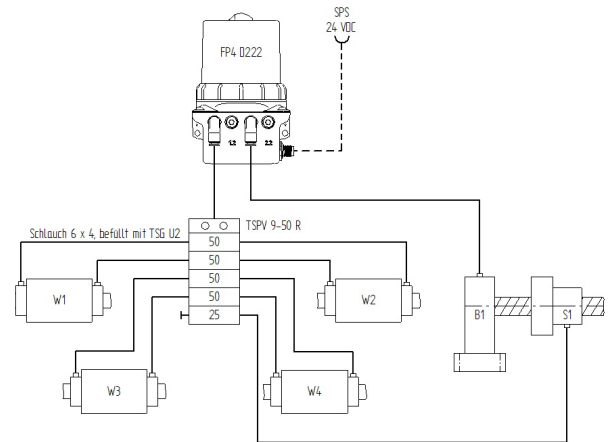 SPS
24 VDC
FP4 D222
1.2 2.2
TSPV 9-50 R
Schlauch 6 x 4, befüllt mit TSG U2
50
50
50
50
25
W1
W2
W3
W4
B1
S1